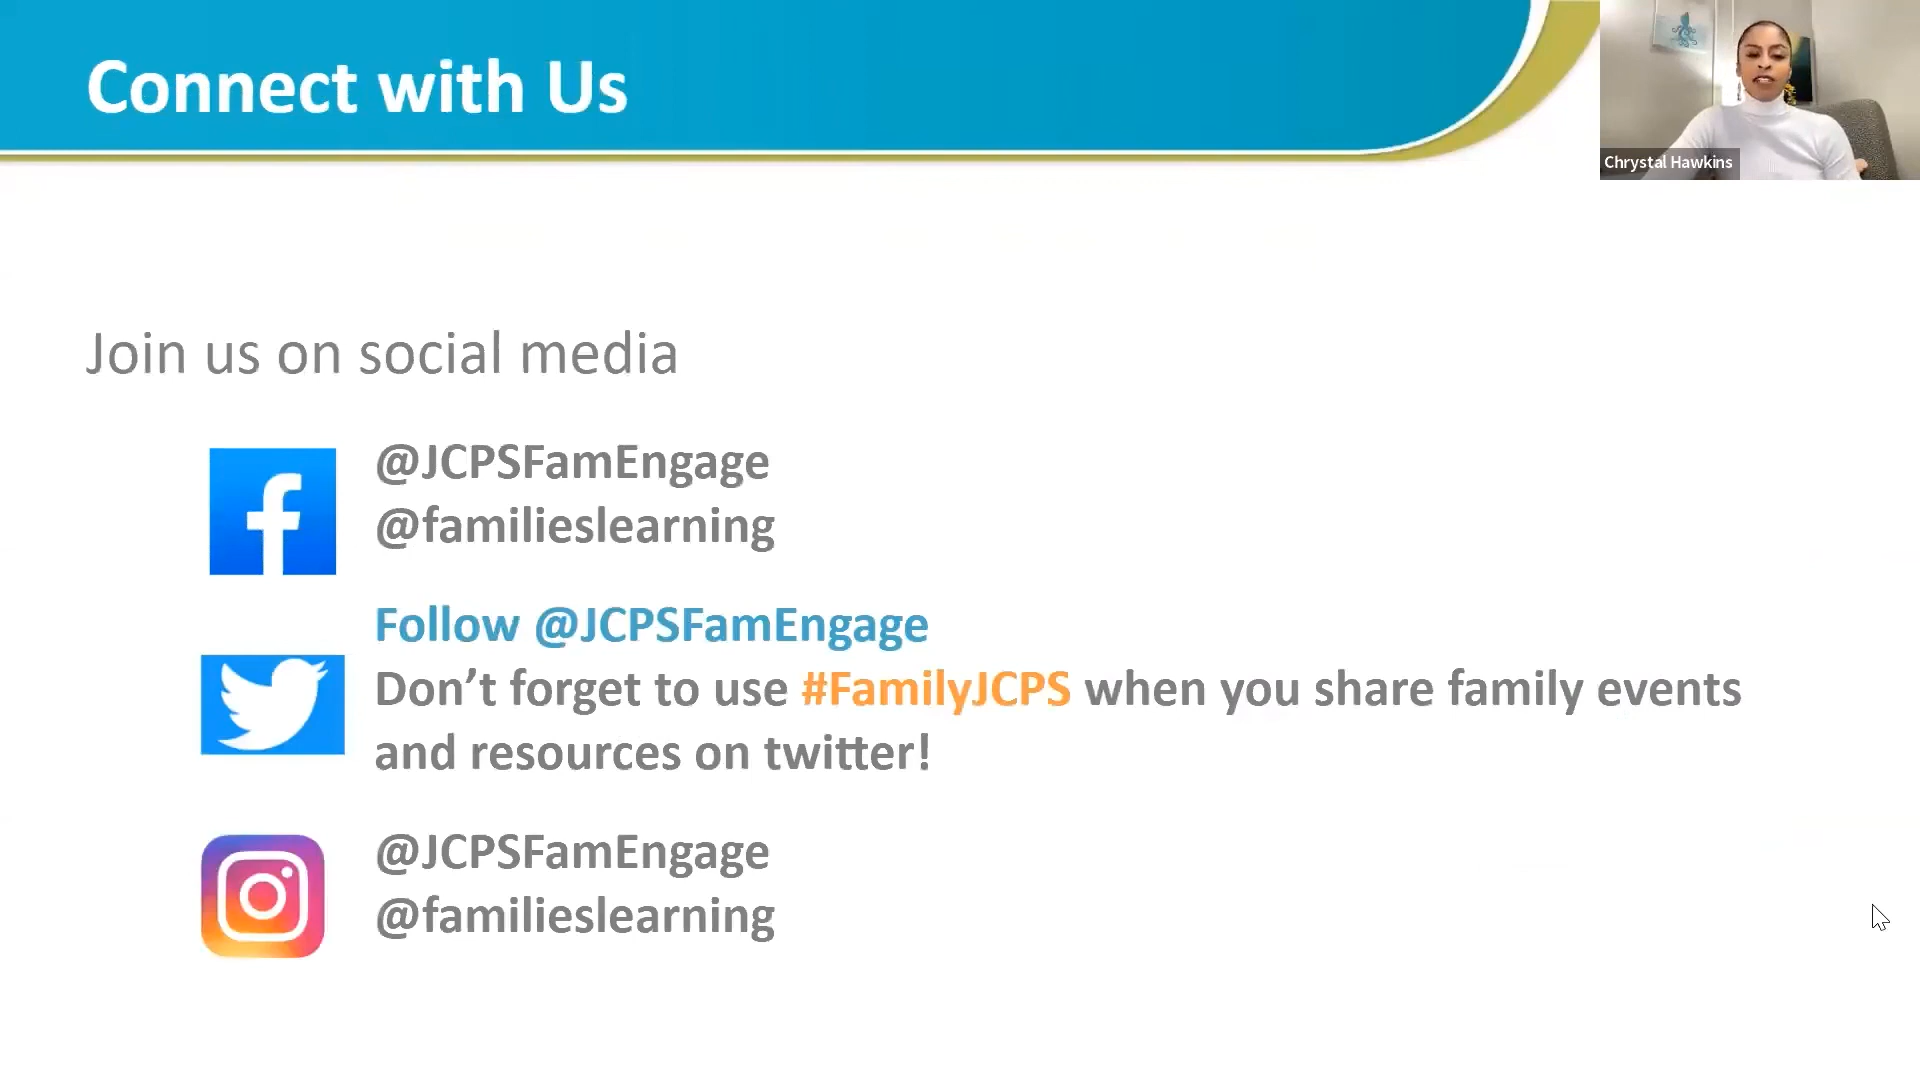 Connect with Us
Chrystal Hawkins
Join us on social media
@JCPSFamEngage
@familieslearning
Follow @JCPSFamEngage
Don’t forget to use #FamilyJCPS when you share family events
and resources on twitter!
@JCPSFamEngage
@familieslearning